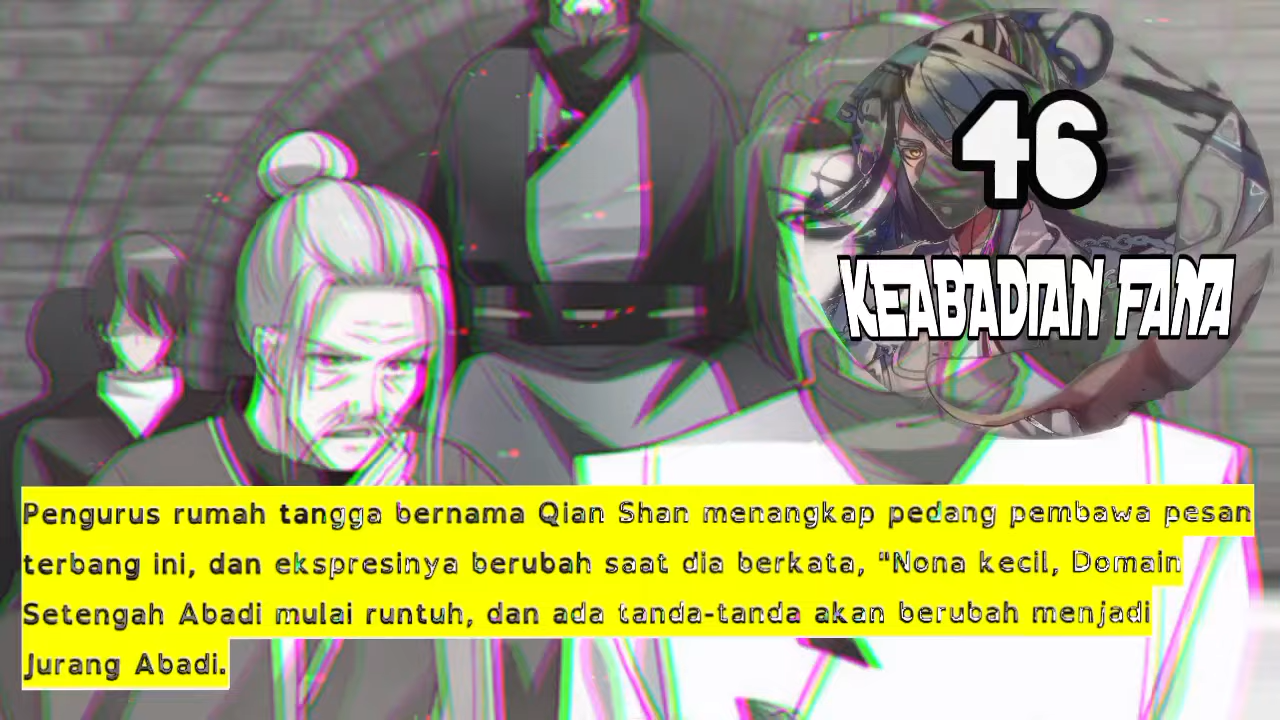 46
KEABADIAN FANA
Pengurus rumah tangga bernama Qian Shan menangkap pedang pembawa pesan
terbang ini, dan ekspresinya berubah saat dia berkata, "Nona kecil, Domain
Setengah Abadi mulai runtuh, dan ada tanda-tanda akan berubah menjadi
Jurang Abadi.